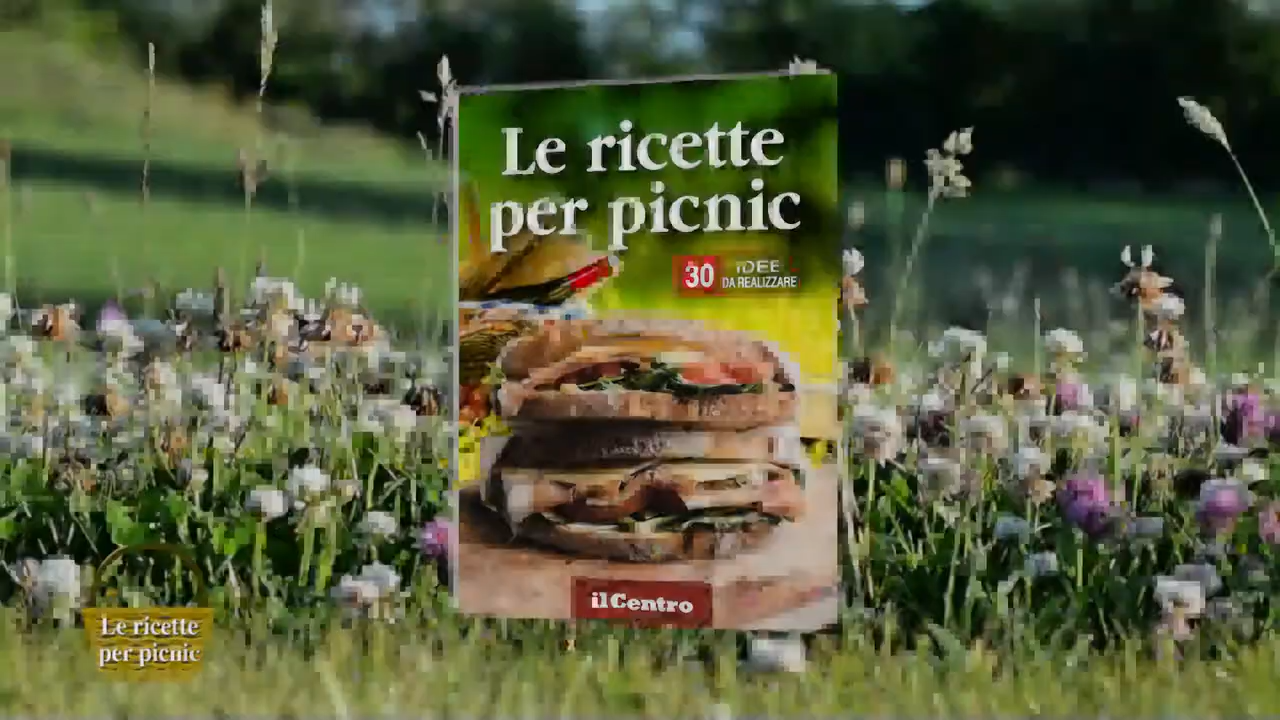 Le ricette
per picnic
30 IDEE
DA REALIZZARE
il Centro
Le ricette
per picnic